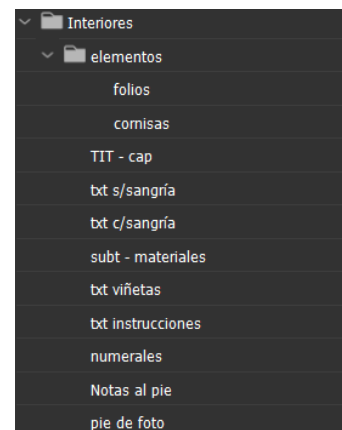 Interiores
elementos
folios
cornisas
TIT - cap
txt s/sangría
txt c/sangría
subt - materiales
txt viñetas
txt instrucciones
numerales
Notas al pie
pie de foto